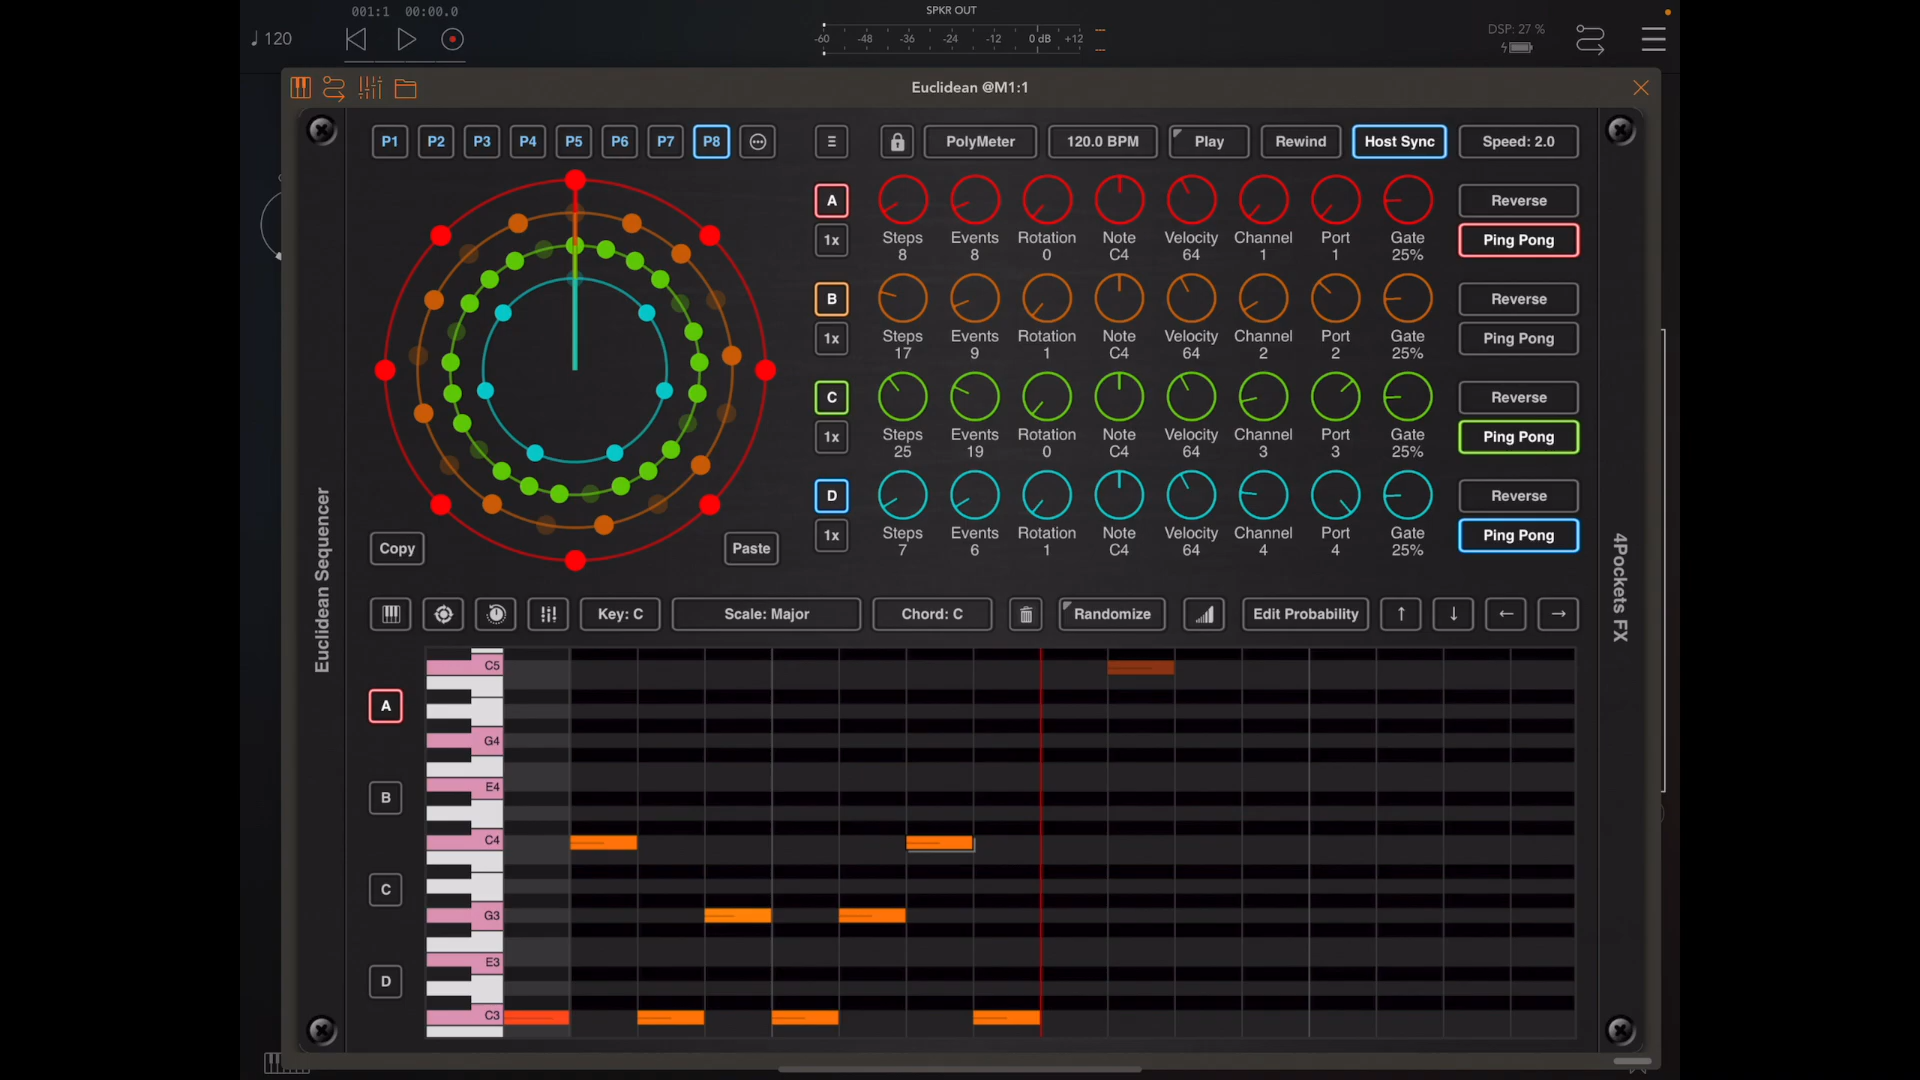 001:1 00:00.0
SPKR OUT
♩ 120
-60 -48 -36 -24 -12 0 dB +12
DSP: 27 %
Euclidean @M1:1
P1 P2 P3 P4 P5 P6 P7 P8
PolyMeter 120.0 BPM Play Rewind Host Sync Speed: 2.0
A
Reverse
1x
Steps Events Rotation Note Velocity Channel Port Gate
8 8 0 C4 64 1 1 25%
Ping Pong
B
Reverse
1x
Steps Events Rotation Note Velocity Channel Port Gate
17 9 1 C4 64 2 2 25%
Ping Pong
C
Reverse
1x
Steps Events Rotation Note Velocity Channel Port Gate
25 19 0 C4 64 3 3 25%
Ping Pong
D
Reverse
1x
Steps Events Rotation Note Velocity Channel Port Gate
7 6 1 C4 64 4 4 25%
Ping Pong
Copy
Paste
Euclidean Sequencer
4Pockets FX
Key: C Scale: Major Chord: C Randomize Edit Probability ↑ ↓ ← →
C5
A
G4
E4
B
C4
C
G3
E3
D
C3